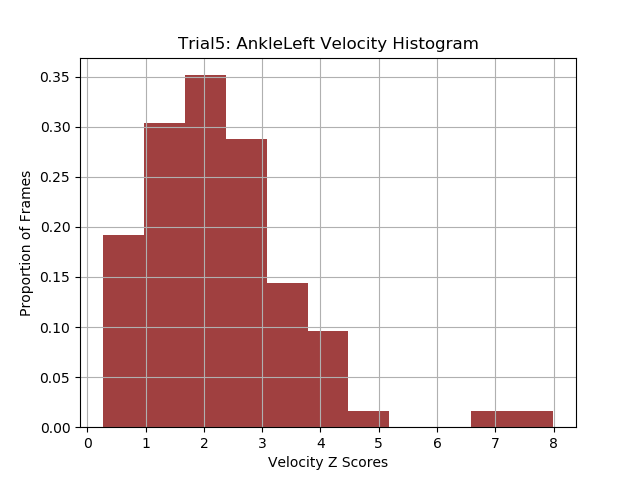 Trial5: AnkleLeft Velocity Histogram
0.35
0.30
0.25
0.20
0.15
0.10
0.05
0.00
Proportion of Frames
0 1 2 3 4 5 6 7 8
Velocity Z Scores